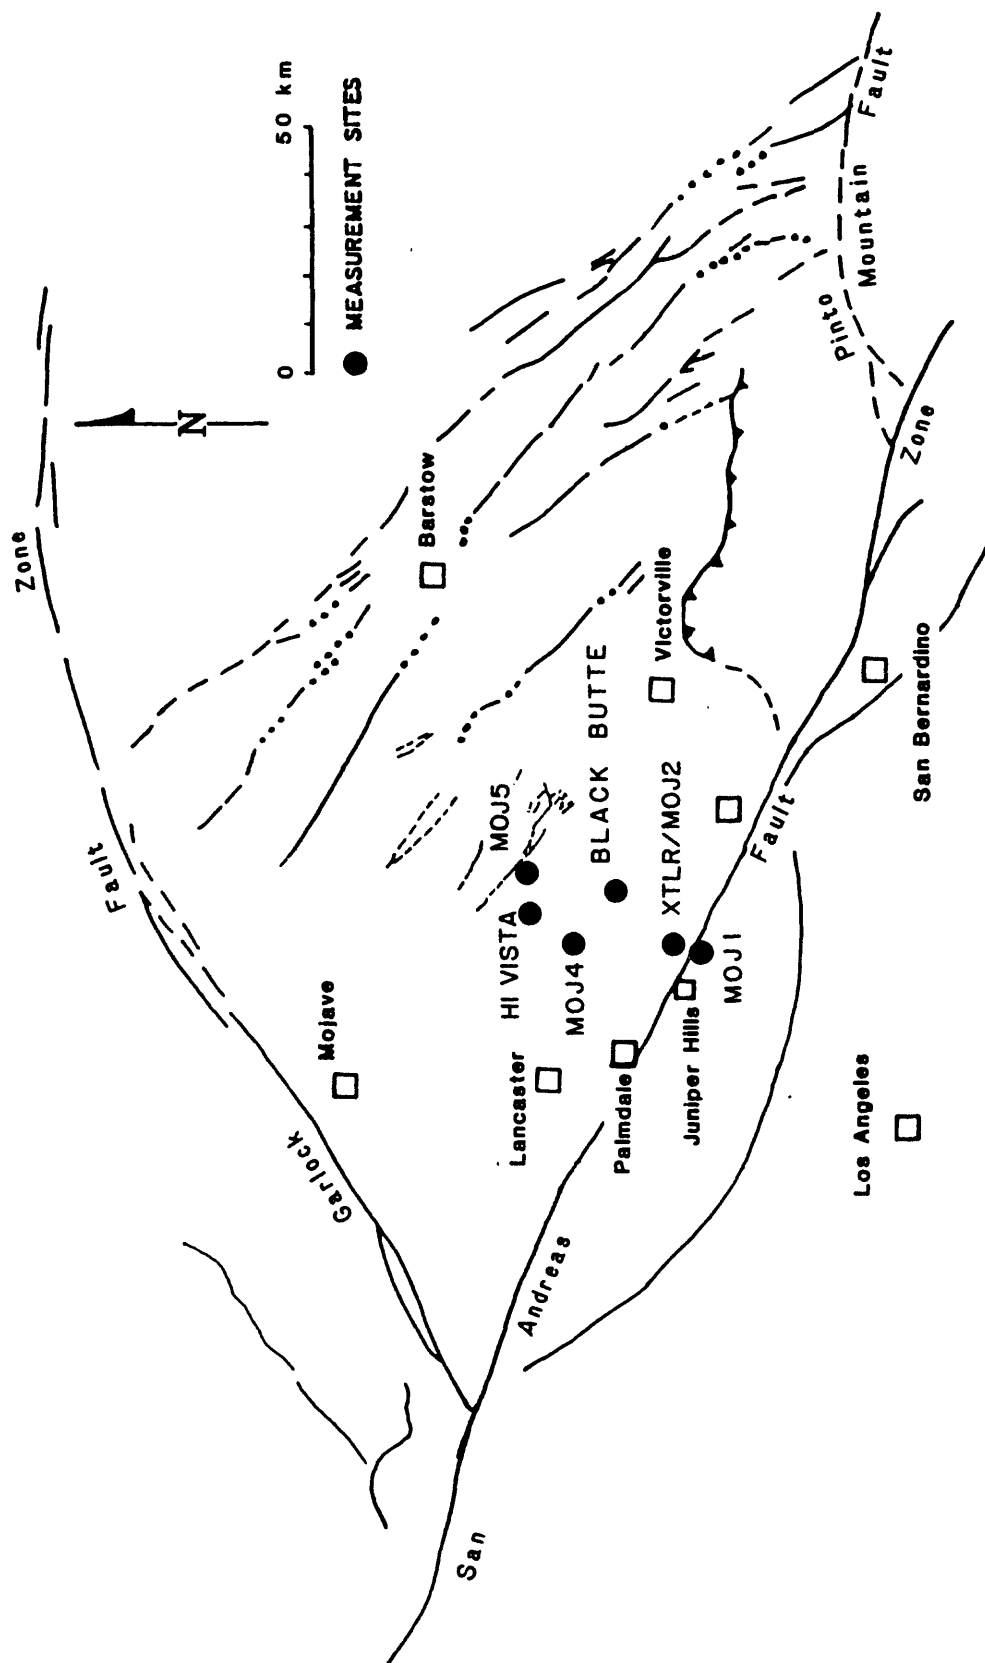 Garlock
Fault
Zone
N
0 50 km
MEASUREMENT SITES
Mojave
Barstow
Lancaster
HI VISTA
MOJ5
MOJ4
BLACK BUTTE
Palmdale
Victorville
XTLR/MOJ2
Juniper Hills
MOJ1
San
Andreas
Fault
Zone
Pinto
Mountain
Fault
Los Angeles
San Bernardino